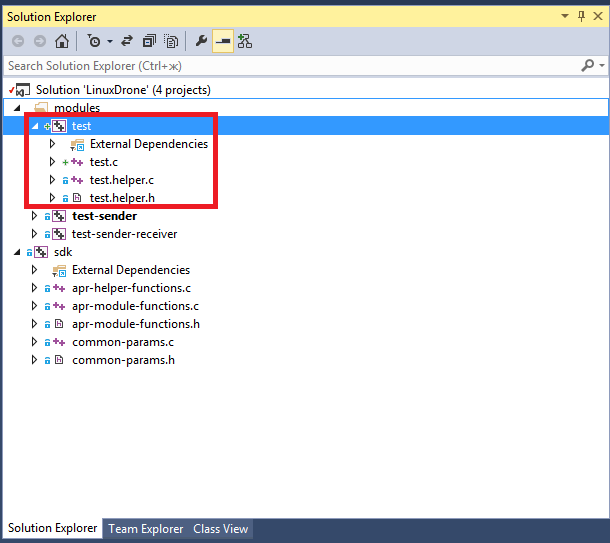 Solution Explorer
Search Solution Explorer (Ctrl+ж)
Solution 'LinuxDrone' (4 projects)
modules
test
External Dependencies
test.c
test.helper.c
test.helper.h
test-sender
test-sender-receiver
sdk
External Dependencies
apr-helper-functions.c
apr-module-functions.c
apr-module-functions.h
common-params.c
common-params.h
Solution Explorer Team Explorer Class View